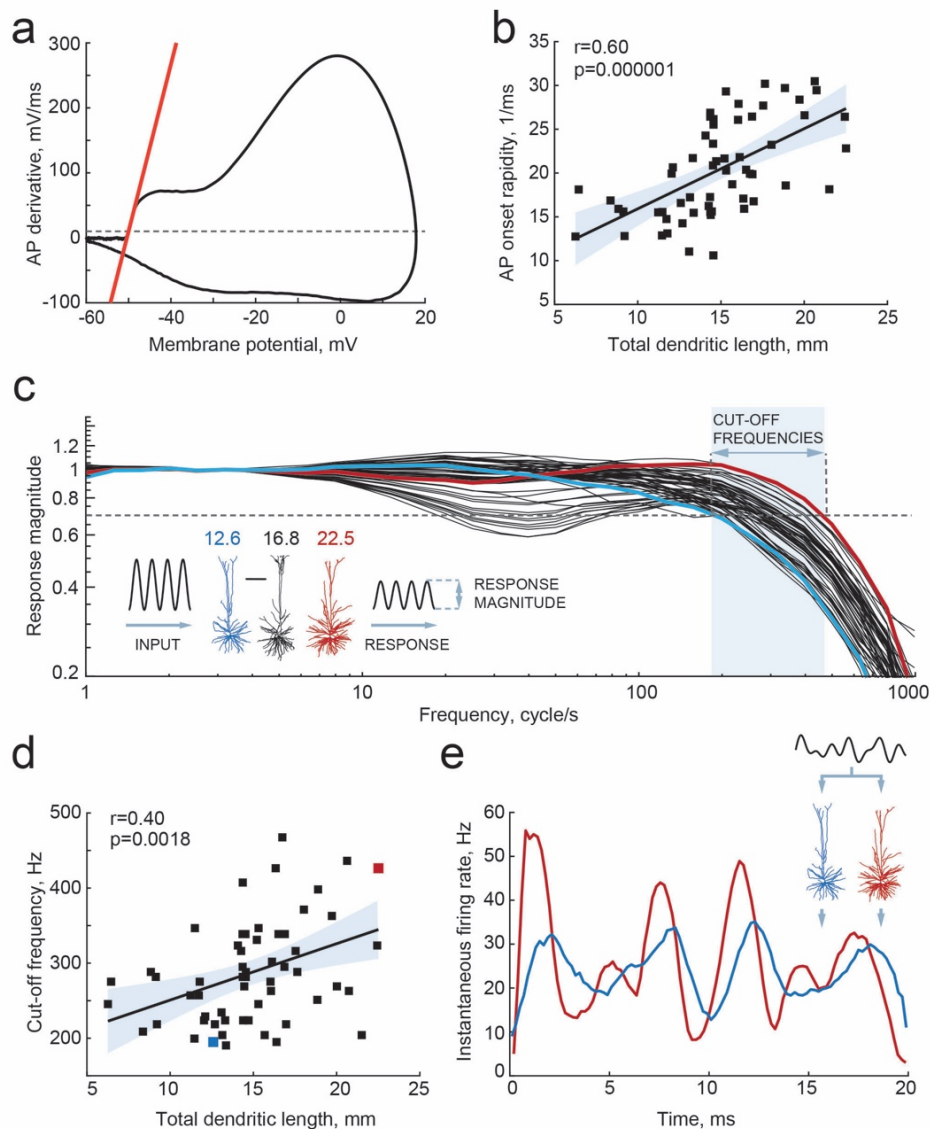 a
300
200
100
0
-100
AP derivative, mV/ms
-60
-40
-20
0
20
Membrane potential, mV
b
r=0.60
p=0.000001
35
30
25
20
15
10
5
AP onset rapidity, 1/ms
5
10
15
20
25
Total dendritic length, mm
c
CUT-OFF
FREQUENCIES
1.2
1
0.8
0.6
0.4
0.2
Response magnitude
12.6
16.8
22.5
INPUT
RESPONSE
RESPONSE
MAGNITUDE
1
10
100
1000
Frequency, cycle/s
d
r=0.40
p=0.0018
500
400
300
200
Cut-off frequency, Hz
5
10
15
20
25
Total dendritic length, mm
e
60
50
40
30
20
10
0
Instantaneous firing rate, Hz
0
5
10
15
20
Time, ms